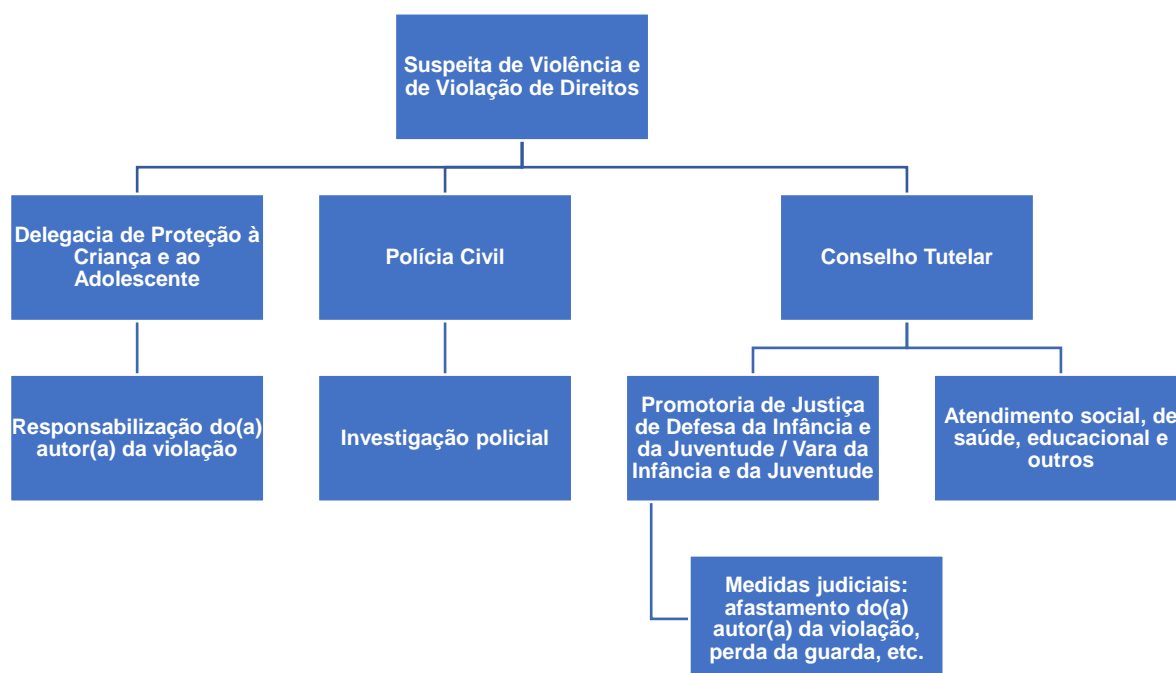 Suspeita de Violência e
de Violação de Direitos
Delegacia de Proteção à
Criança e ao
Adolescente
Polícia Civil
Conselho Tutelar
Responsabilização do(a)
autor(a) da violação
Investigação policial
Promotoria de Justiça
de Defesa da Infância e
da Juventude / Vara da
Infância e da Juventude
Atendimento social, de
saúde, educacional e
outros
Medidas judiciais:
afastamento do(a)
autor(a) da violação,
perda da guarda, etc.